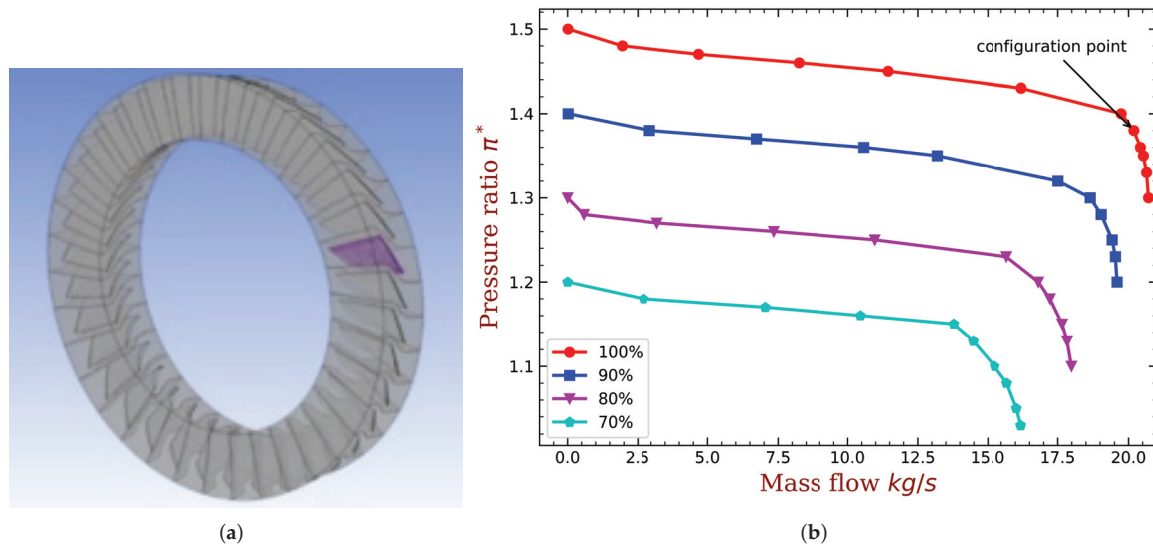 1.5
1.4
1.3
1.2
1.1
Pressure ratio π*
configuration point
100%
90%
80%
70%
0.0 2.5 5.0 7.5 10.0 12.5 15.0 17.5 20.0
Mass flow kg/s
(a) (b)